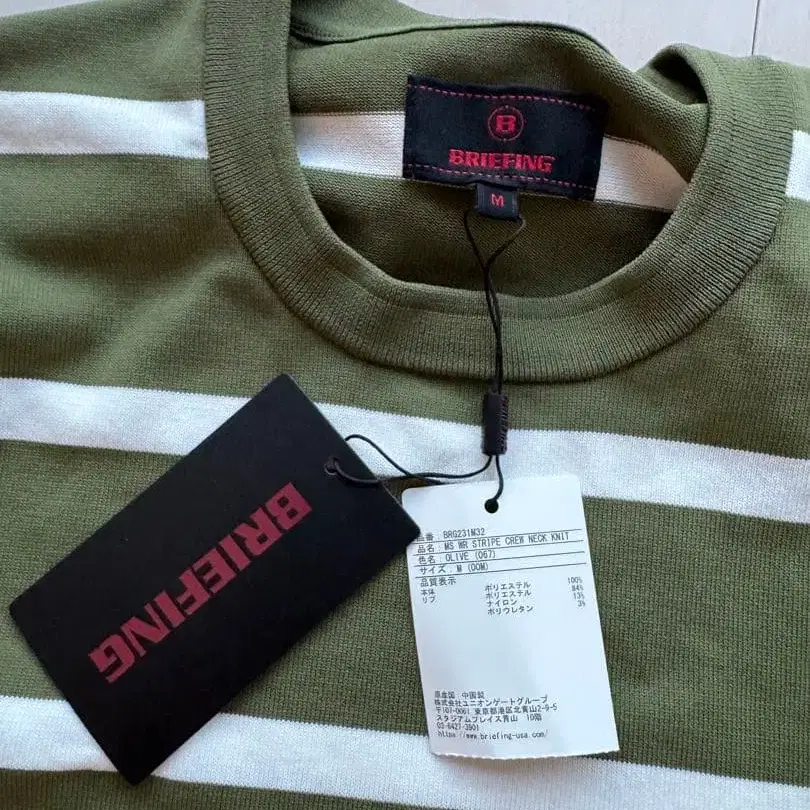 B
BRIEFING
M
BRIEFING
品番 : BRG231M32
品名 : MS WR STRIPE CREW NECK KNIT
色名 : OLIVE (067)
サイズ : M (00M)
品質表示
本体 ポリエステル 100%
リブ ポリエステル 84%
ナイロン 13%
ポリウレタン 3%
原産国 : 中国製
株式会社ユニオンゲートグループ
〒107-0061 東京都港区北青山2-9-5
スタジアムプレイス青山 10階
03-6427-3901
https://www.briefing-usa.com/